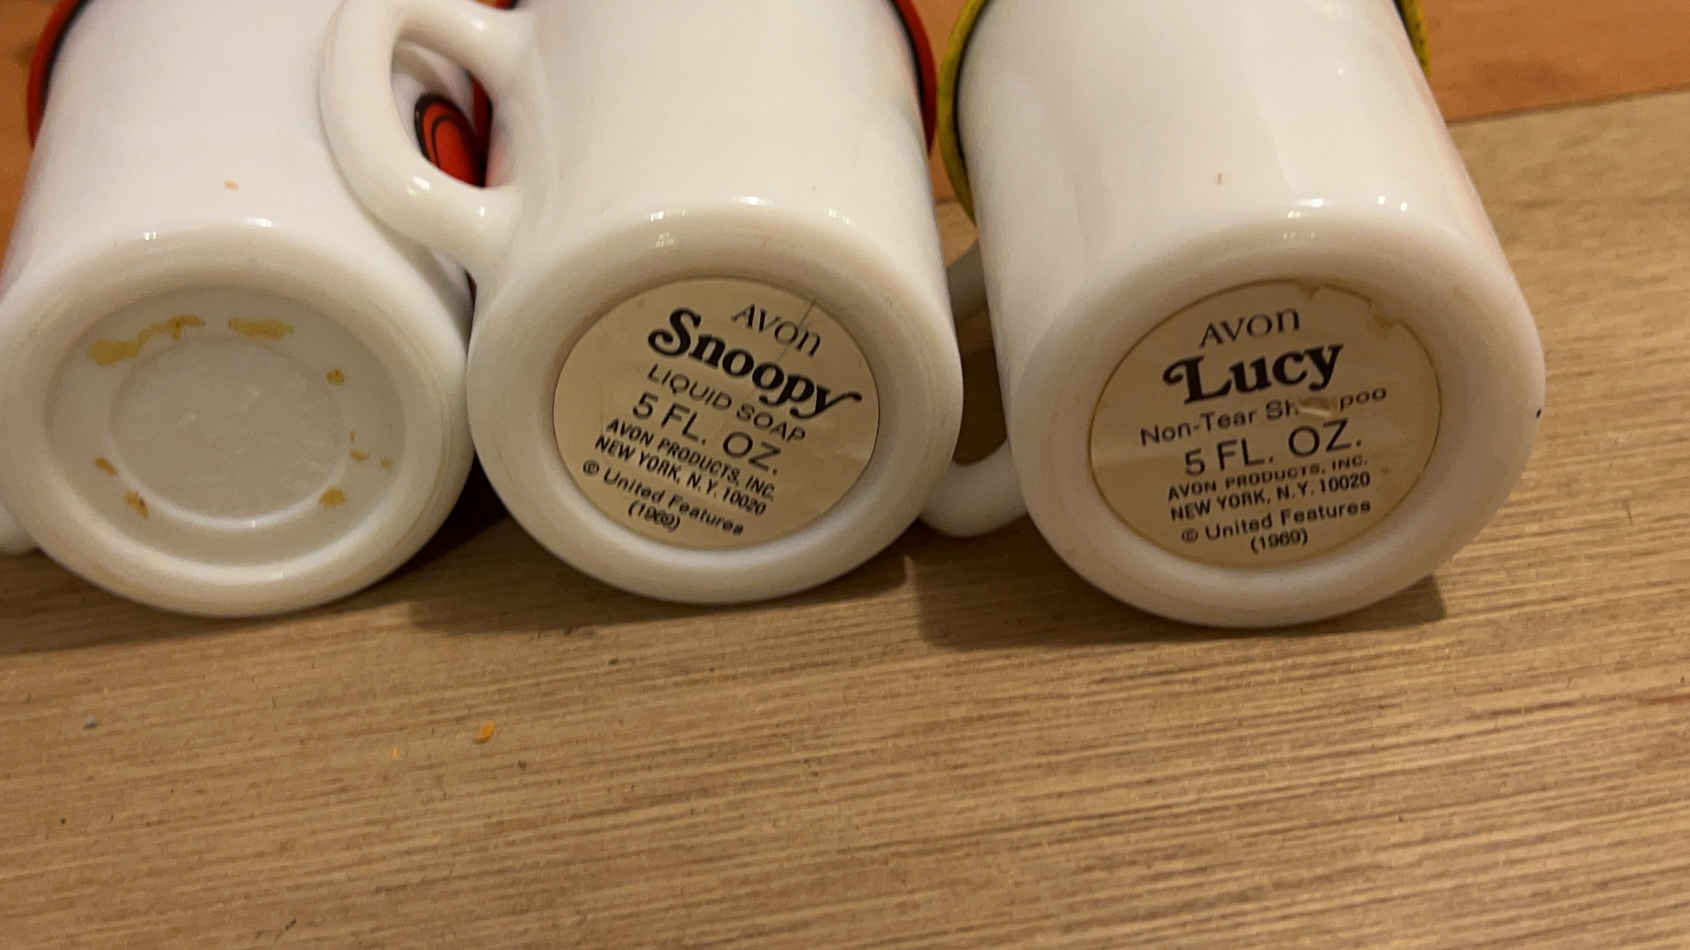 AVON
Snoopy
LIQUID SOAP
5 FL. OZ.
AVON PRODUCTS, INC.
NEW YORK, N.Y. 10020
© United Features
(1969)
AVON
Lucy
Non-Tear
5 FL. OZ.
AVON PRODUCTS, INC.
NEW YORK, N.Y. 10020
© United Features
(1969)